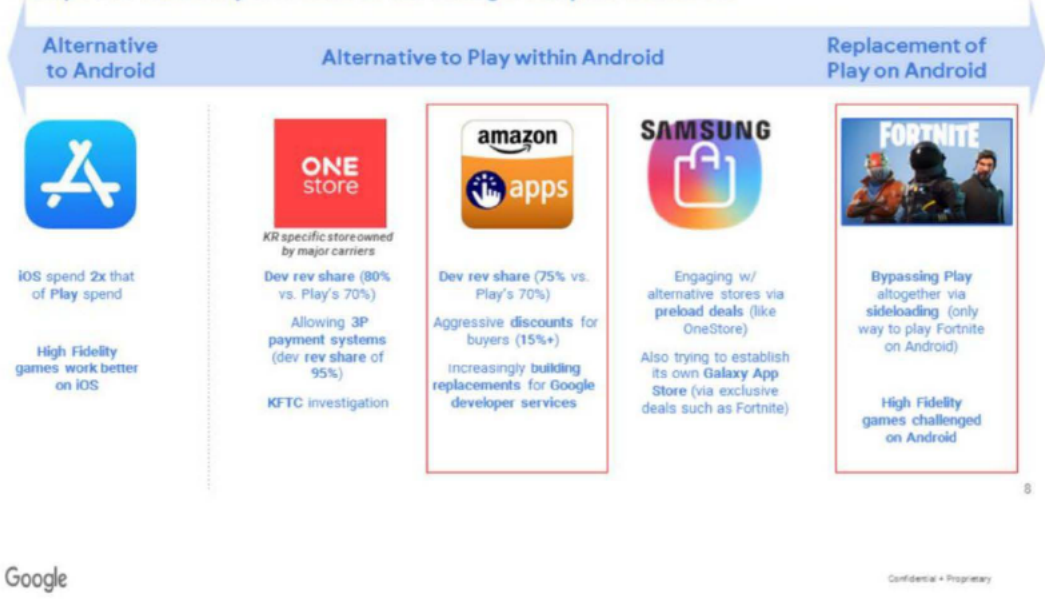 Alternative
to Android
Alternative to Play within Android
Replacement of
Play on Android
iOS spend 2x that
of Play spend
High Fidelity
games work better
on iOS
ONE
store
KR specific store owned
by major carriers
Dev rev share (80%
vs. Play's 70%)
Allowing 3P
payment systems
(dev rev share of
95%)
KFTC investigation
amazon
apps
Dev rev share (75% vs.
Play's 70%)
Aggressive discounts for
buyers (15%+)
Increasingly building
replacements for Google
developer services
SAMSUNG
Engaging w/
alternative stores via
preload deals (like
OneStore)
Also trying to establish
its own Galaxy App
Store (via exclusive
deals such as Fortnite)
FORTNITE
Bypassing Play
altogether via
sideloading (only
way to play Fortnite
on Android)
High Fidelity
games challenged
on Android
8
Google
Confidential + Proprietary